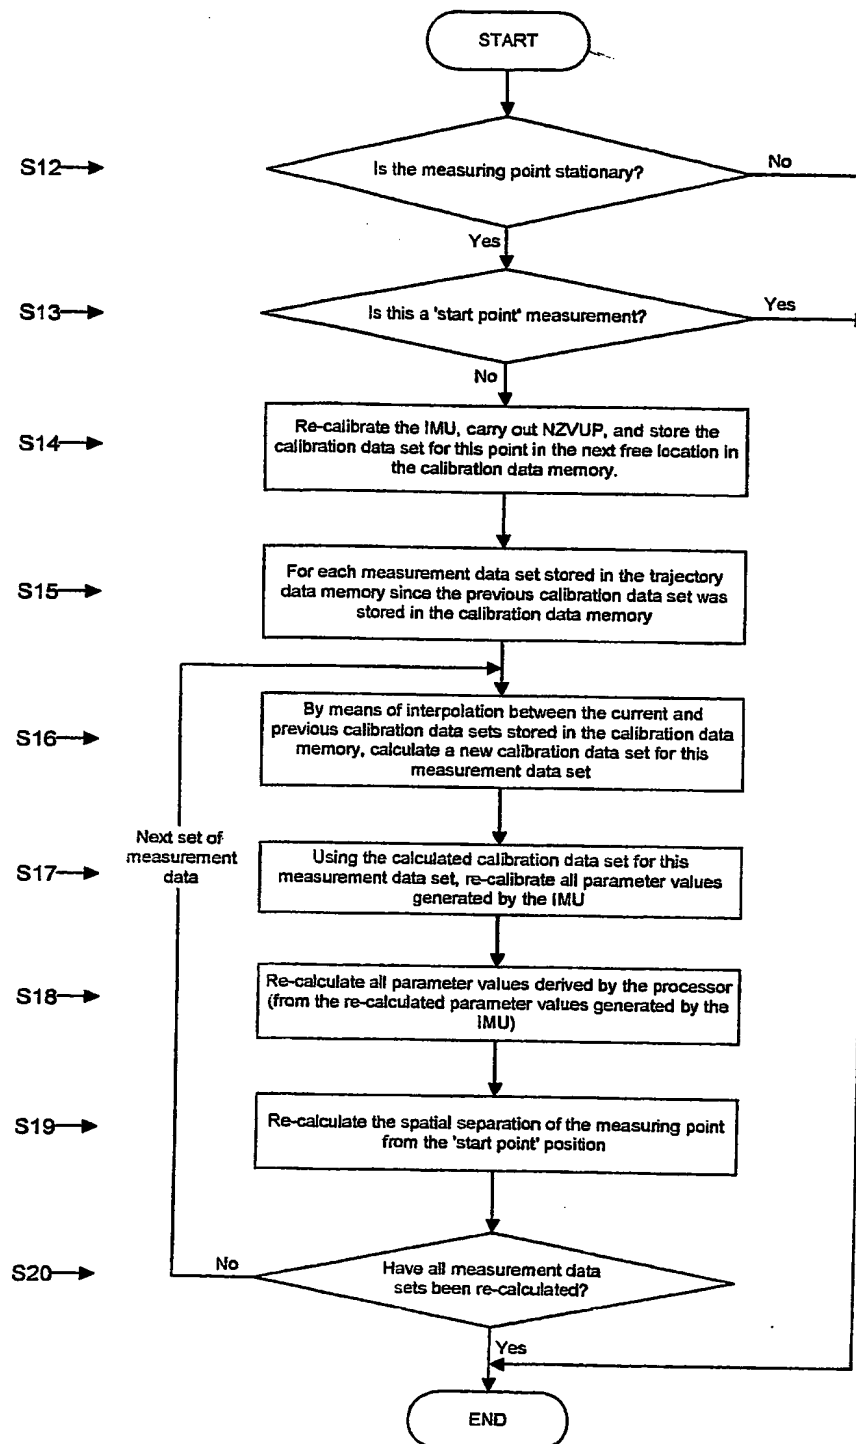 START
S12
Is the measuring point stationary?
No
Yes
S13
Is this a 'start point' measurement?
Yes
No
S14
Re-calibrate the IMU, carry out NZVUP, and store the
calibration data set for this point in the next free location in
the calibration data memory.
S15
For each measurement data set stored in the trajectory
data memory since the previous calibration data set was
stored in the calibration data memory
S16
By means of interpolation between the current and
previous calibration data sets stored in the calibration data
memory, calculate a new calibration data set for this
measurement data set
Next set of
measurement
data
S17
Using the calculated calibration data set for this
measurement data set, re-calibrate all parameter values
generated by the IMU
S18
Re-calculate all parameter values derived by the processor
(from the re-calculated parameter values generated by the
IMU)
S19
Re-calculate the spatial separation of the measuring point
from the 'start point' position
S20
No
Have all measurement data
sets been re-calculated?
Yes
END